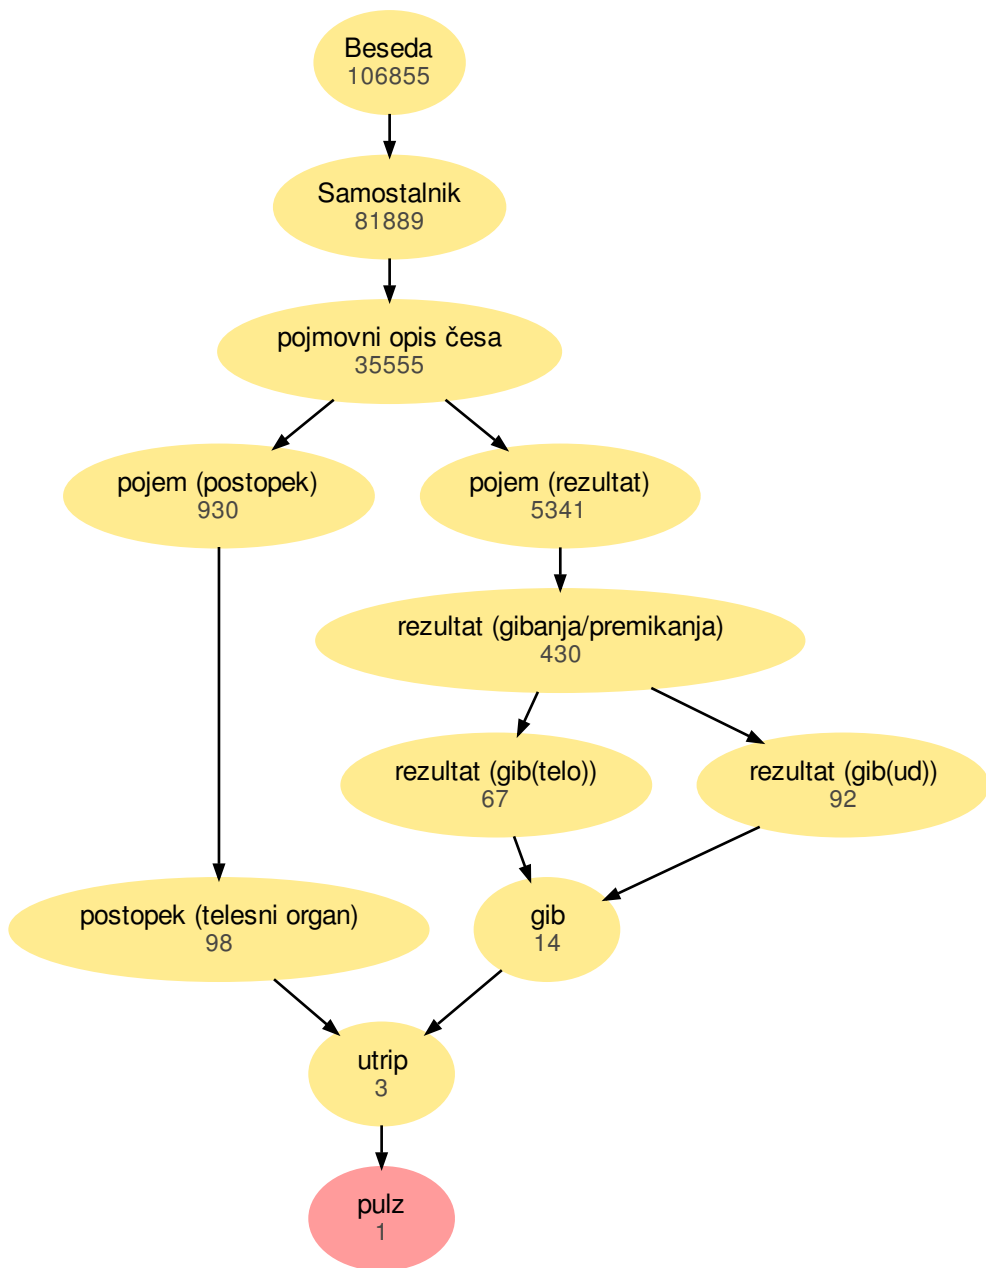 Beseda
106855
Samostalnik
81889
pojmovni opis česa
35555
pojem (postopek)
930
pojem (rezultat)
5341
rezultat (gibanja/premikanja)
430
rezultat (gib(telo))
67
rezultat (gib(ud))
92
postopek (telesni organ)
98
gib
14
utrip
3
pulz
1